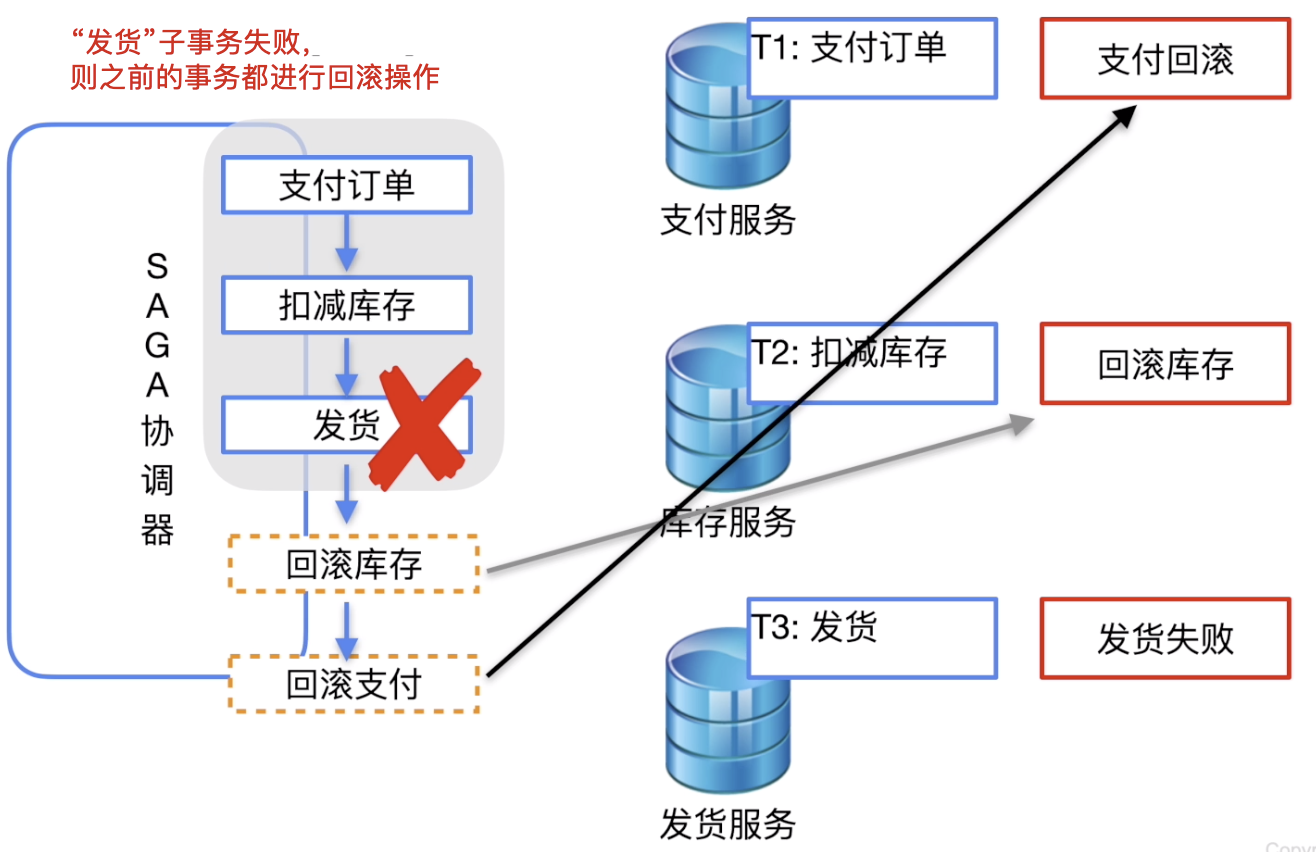 “发货”子事务失败,
则之前的事务都进行回滚操作
SAGA协调器
支付订单
扣减库存
发货
回滚库存
回滚支付
T1: 支付订单
支付回滚
支付服务
T2: 扣减库存
回滚库存
库存服务
T3: 发货
发货失败
发货服务